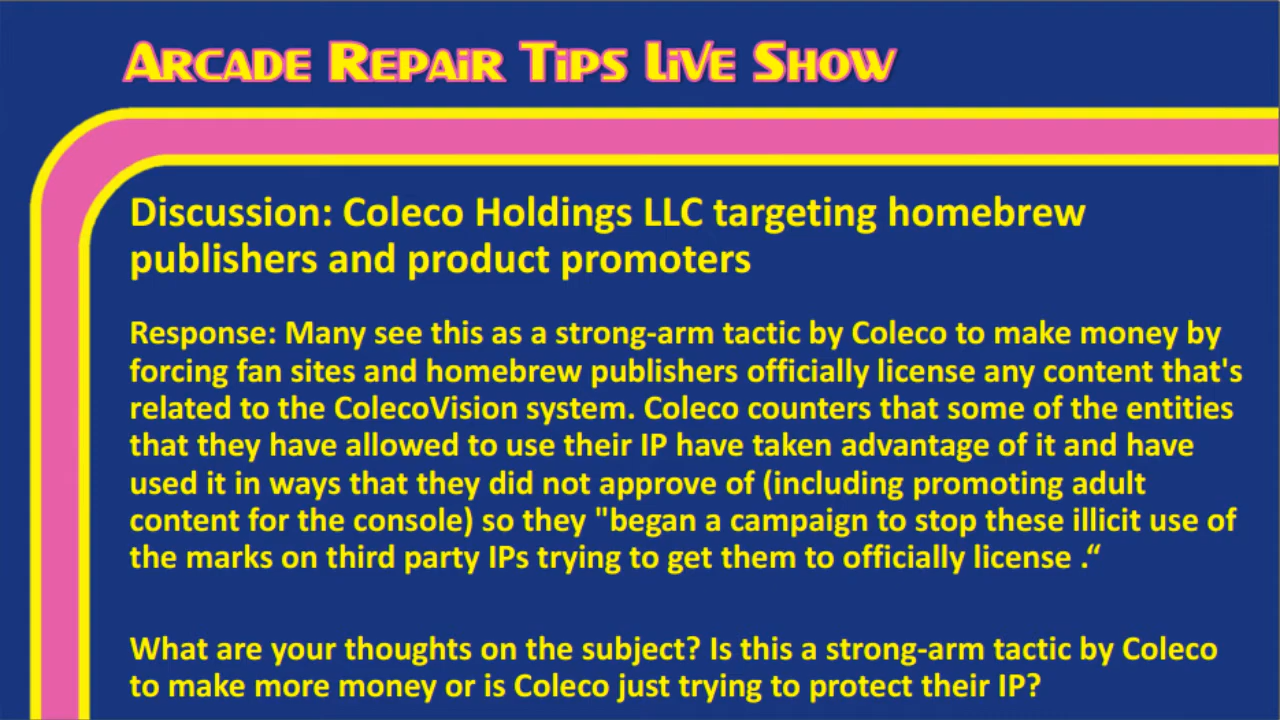 ARCADE REPAiR TiPS LiVE SHOW
Discussion: Coleco Holdings LLC targeting homebrew
publishers and product promoters
Response: Many see this as a strong-arm tactic by Coleco to make money by
forcing fan sites and homebrew publishers officially license any content that's
related to the ColecoVision system. Coleco counters that some of the entities
that they have allowed to use their IP have taken advantage of it and have
used it in ways that they did not approve of (including promoting adult
content for the console) so they "began a campaign to stop these illicit use of
the marks on third party IPs trying to get them to officially license .“
What are your thoughts on the subject? Is this a strong-arm tactic by Coleco
to make more money or is Coleco just trying to protect their IP?